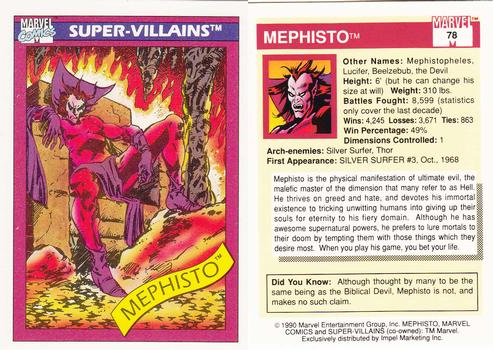 MARVEL
COMICS
SUPER-VILLAINS™
MEPHISTO™
MARVEL™
78
MEPHISTO™
Other Names: Mephistopheles,
Lucifer, Beelzebub, the Devil
Height: 6' (but he can change his
size at will) Weight: 310 lbs.
Battles Fought: 8,599 (statistics
only cover the last decade)
Wins: 4,245 Losses: 3,671 Ties: 863
Win Percentage: 49%
Dimensions Controlled: 1
Arch-enemies: Silver Surfer, Thor
First Appearance: SILVER SURFER #3, Oct., 1968
Mephisto is the physical manifestation of ultimate evil, the
malefic master of the dimension that many refer to as Hell.
He thrives on greed and hate, and devotes his immortal
existence to tricking unwitting humans into giving up their
souls for eternity to his fiery domain. Although he has
awesome supernatural powers, he prefers to lure mortals to
their doom by tempting them with those things which they
desire most. When you play his game, you bet your life.
Did You Know: Although thought by many to be the
same being as the Biblical Devil, Mephisto is not, and
makes no such claim.
© 1990 Marvel Entertainment Group, Inc. MEPHISTO, MARVEL
COMICS and SUPER-VILLAINS (co-owned): TM Marvel.
Exclusively distributed by Impel Marketing Inc.